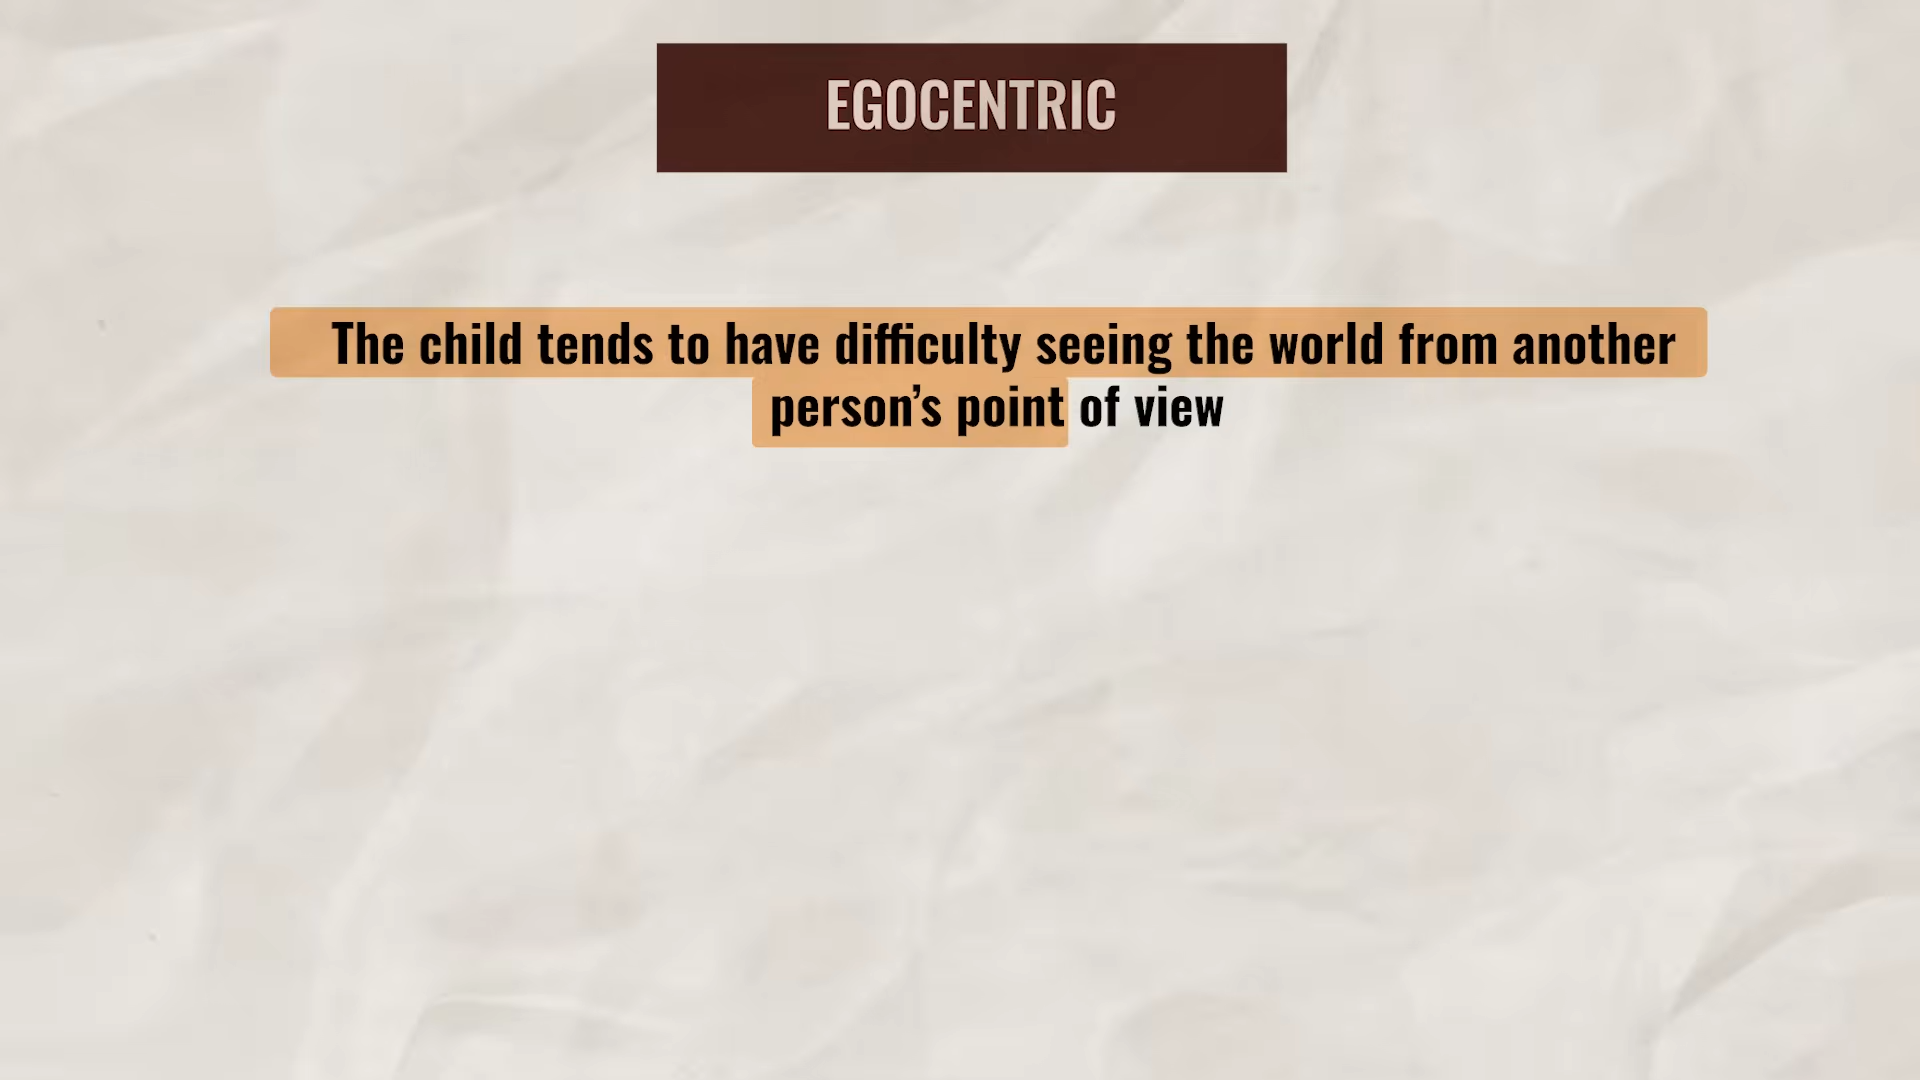 EGOCENTRIC
The child tends to have difficulty seeing the world from another
person’s point of view